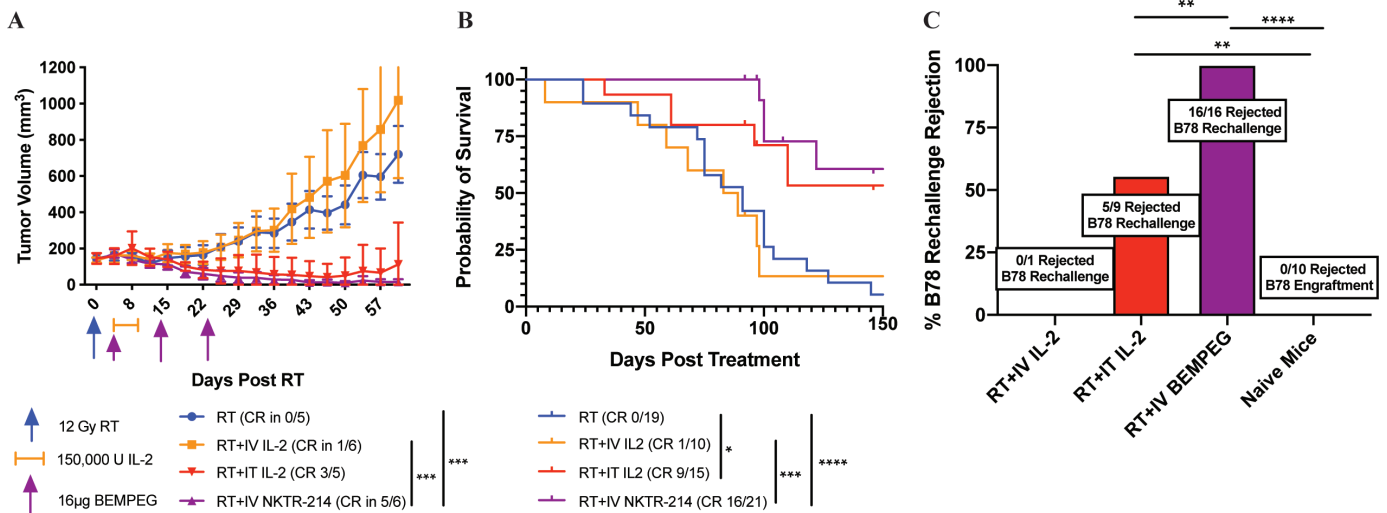 A
B
C
Tumor Volume (mm³)
1200
1000
800
600
400
200
0
0
8
15
22
29
36
43
50
57
Days Post RT
12 Gy RT
150,000 U IL-2
16µg BEMPEG
RT (CR in 0/5)
RT+IV IL-2 (CR in 1/6)
RT+IT IL-2 (CR 3/5)
RT+IV NKTR-214 (CR in 5/6)
***
***
Probability of Survival
100
75
50
25
0
0
50
100
150
Days Post Treatment
RT (CR 0/19)
RT+IV IL2 (CR 1/10)
RT+IT IL2 (CR 9/15)
RT+IV NKTR-214 (CR 16/21)
*
***
****
% B78 Rechallenge Rejection
100
75
50
25
0
**
****
**
0/1 Rejected
B78 Rechallenge
5/9 Rejected
B78 Rechallenge
16/16 Rejected
B78 Rechallenge
0/10 Rejected
B78 Engraftment
RT+IV IL-2
RT+IT IL-2
RT+IV BEMPEG
Naive Mice